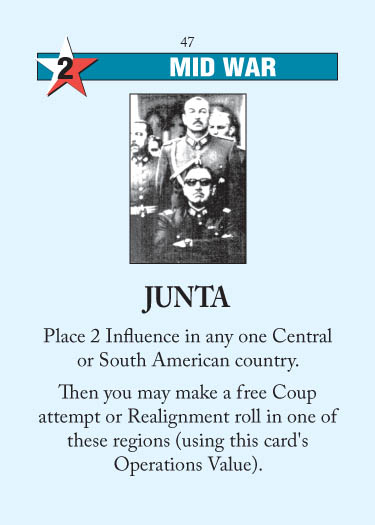 47
2 MID WAR
JUNTA
Place 2 Influence in any one Central
or South American country.
Then you may make a free Coup
attempt or Realignment roll in one of
these regions (using this card's
Operations Value).